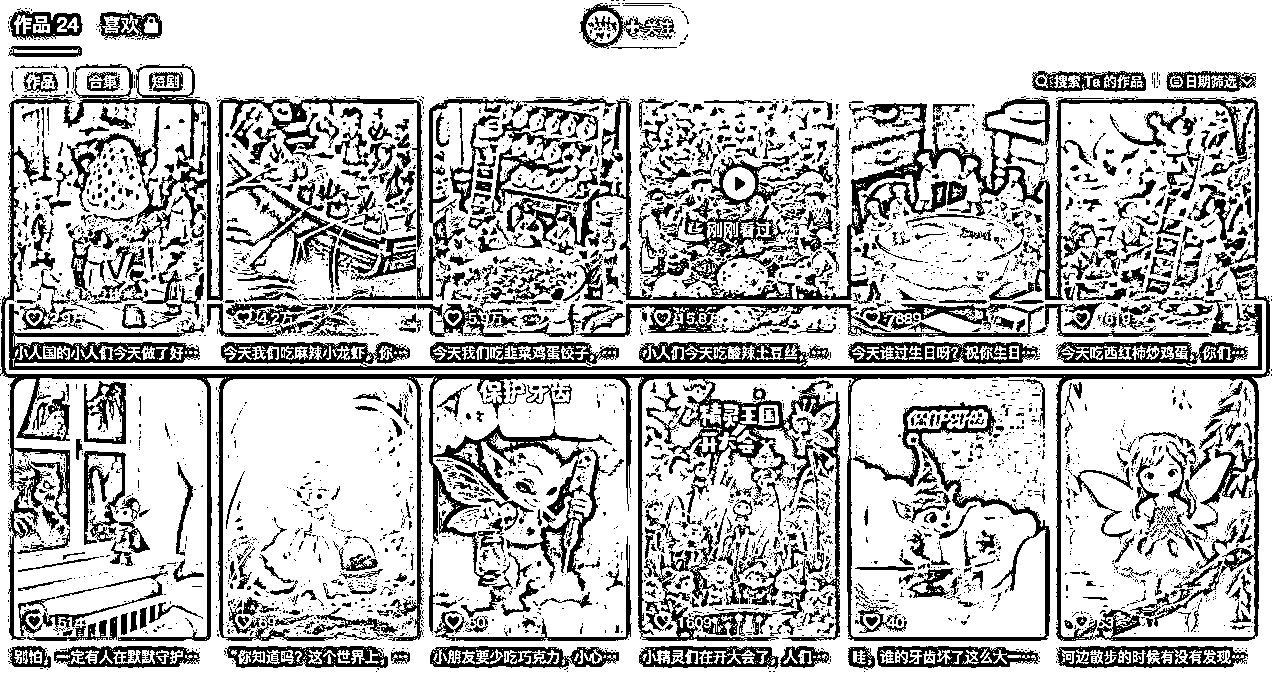 作品 24 喜欢
+ 关注
作品 合集 短剧
搜索 Ta 的作品 日期筛选
刚刚看过
5.9万 1587 7889 1619
小人国的小人们今天做了好…
今天我们吃麻辣小龙虾，你…
今天我们吃韭菜鸡蛋饺子，…
小人们今天吃酸辣土豆丝，…
今天谁过生日呀？祝你生日…
今天吃西红柿炒鸡蛋，你们…
保护牙齿
精灵王国
开大会
1514 69 60 1609 40
别怕，一定有人在默默守护…
“你知道吗？这个世界上，…
小朋友要少吃巧克力，小心…
小精灵们在开大会了，人们…
哇，谁的牙齿坏了这么大一…
河边散步的时候有没有发现…